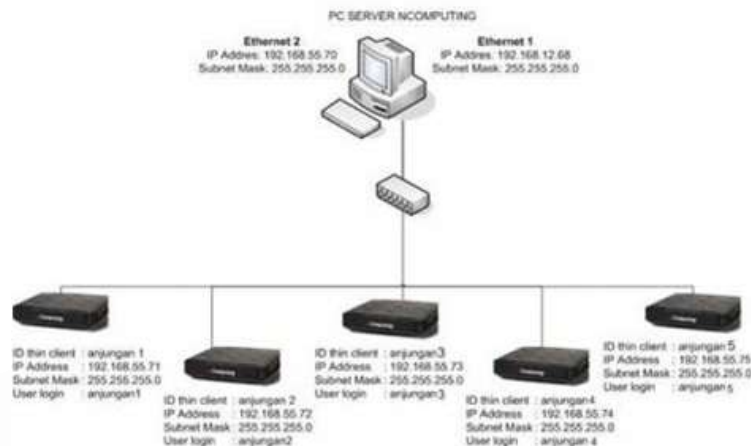 PC SERVER NCOMPUTING
Ethernet 2
IP Addres: 192.168.55.70
Subnet Mask: 255.255.255.0
Ethernet 1
IP Addres: 192.168.12.68
Subnet Mask: 255.255.255.0
ID thin client : anjungan 1
IP Address : 192.168.55.71
Subnet Mask : 255.255.255.0
User login : anjungan1
ID thin client : anjungan 2
IP Address : 192.168.55.72
Subnet Mask : 255.255.255.0
User login : anjungan2
ID thin client : anjungan3
IP Address : 192.168.55.73
Subnet Mask : 255.255.255.0
User login : anjungan3
ID thin client : anjungan4
IP Address : 192.168.55.74
Subnet Mask : 255.255.255.0
User login : anjungan 4
ID thin client : anjungan 5
IP Address : 192.168.55.75
Subnet Mask : 255.255.255.0
User login : anjungan 5